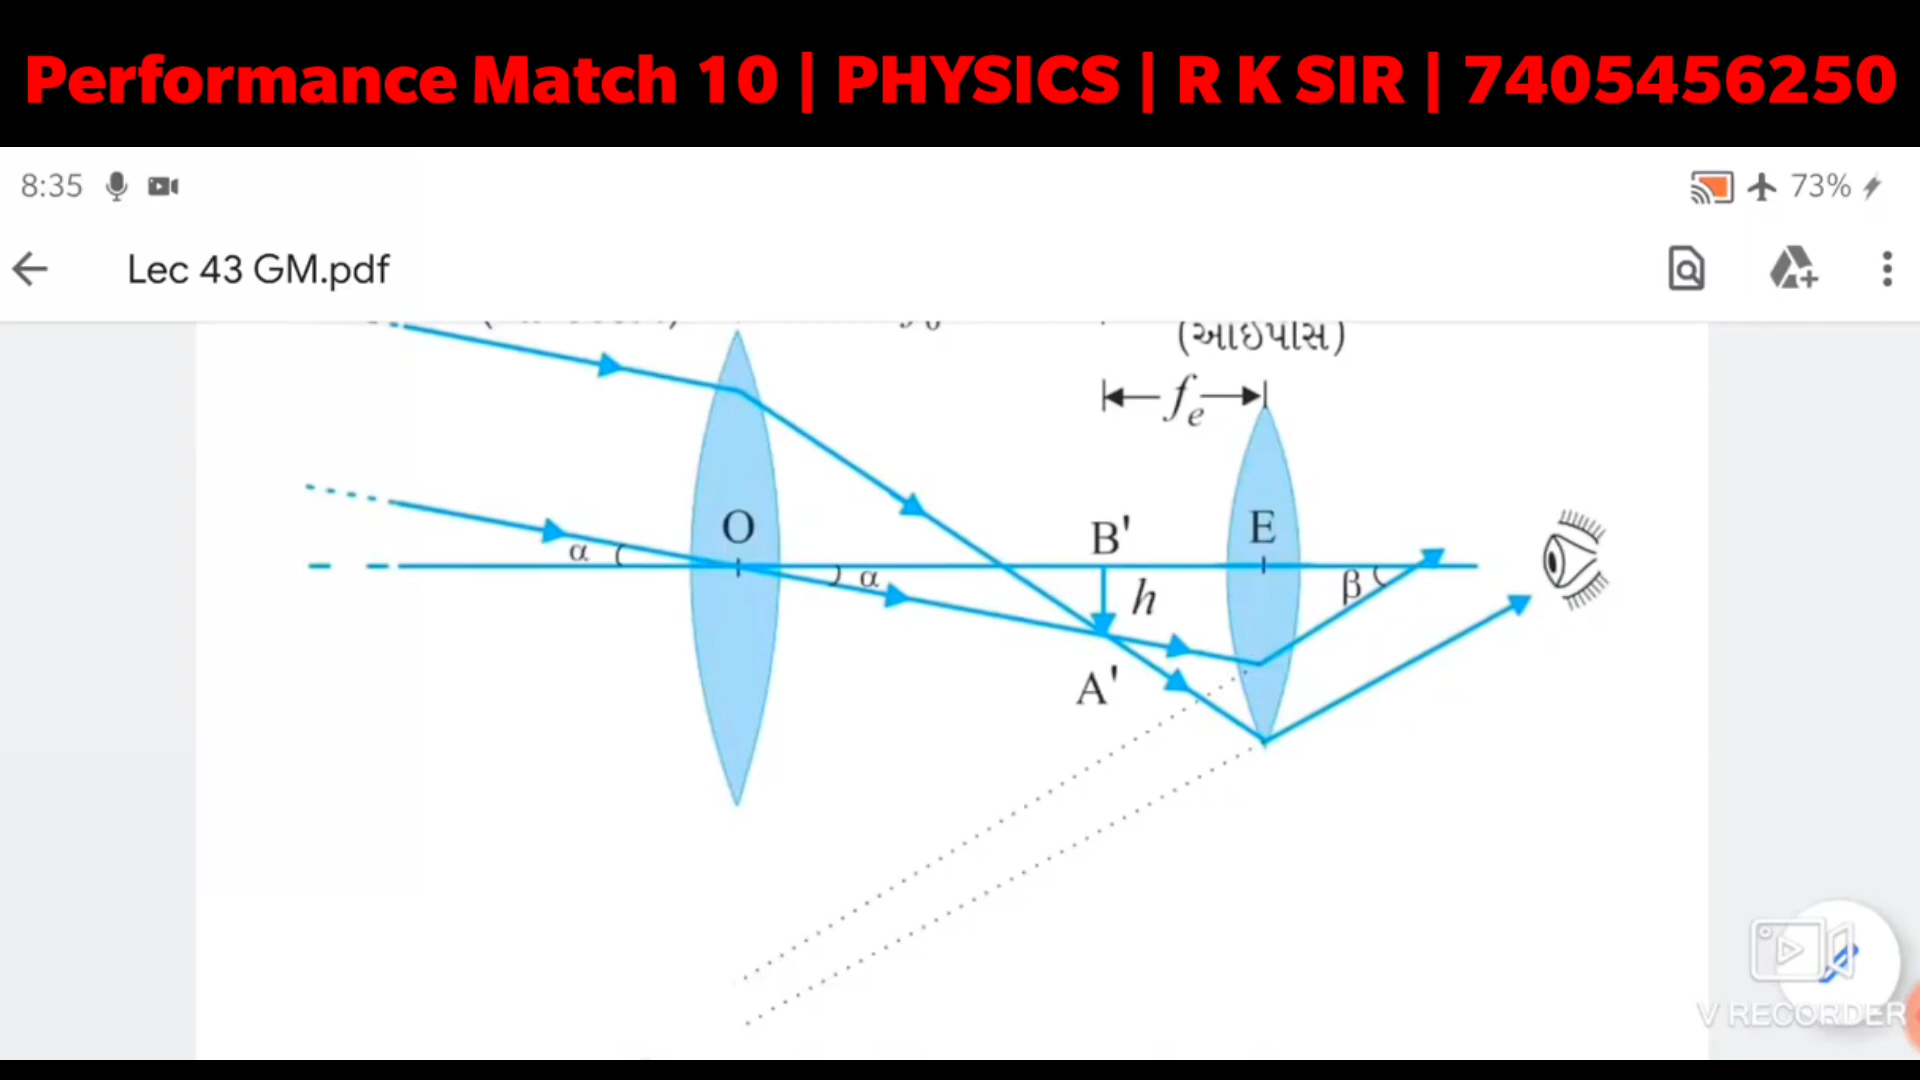 Performance Match 10 | PHYSICS | R K SIR | 7405456250
8:35 73%
Lec 43 GM.pdf
(આઇપીસ)
fe
O
B'
E
α
α
h
β
A'
V RECORDER